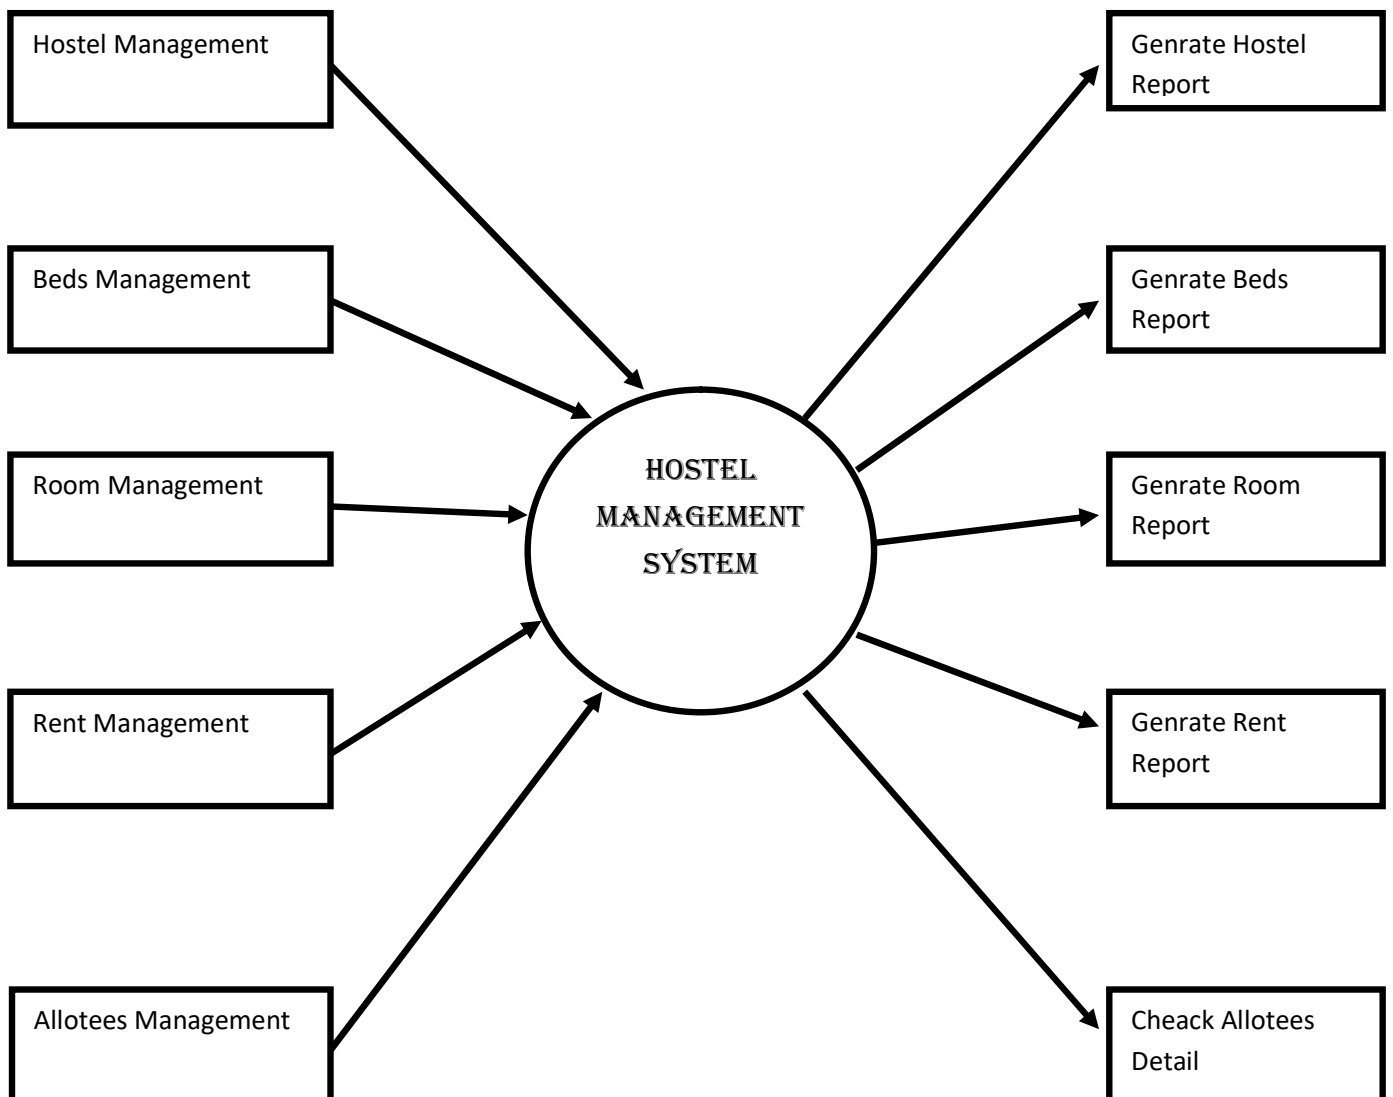 Hostel Management
Genrate Hostel
Report
Beds Management
Genrate Beds
Report
HOSTEL
MANAGEMENT
SYSTEM
Room Management
Genrate Room
Report
Rent Management
Genrate Rent
Report
Allotees Management
Cheack Allotees
Detail